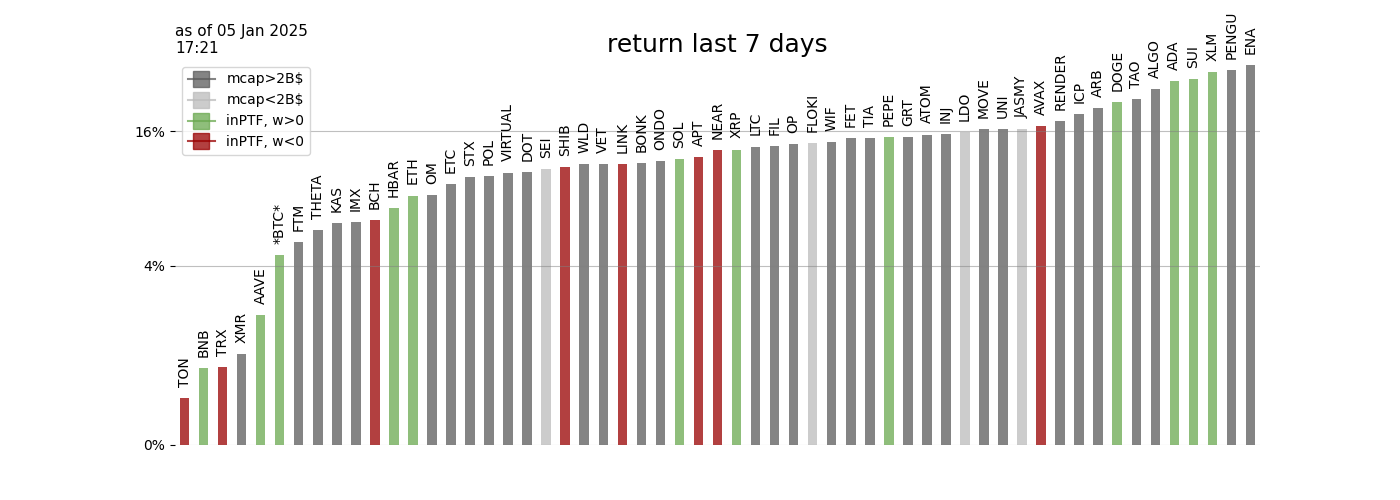 as of 05 Jan 2025
17:21
return last 7 days
mcap>2B$
mcap<2B$
inPTF, w>0
inPTF, w<0
16%
4%
0%
TON
BNB
TRX
XMR
AAVE
*BTC*
FTM
THETA
KAS
IMX
BCH
HBAR
ETH
OM
ETC
STX
POL
VIRTUAL
DOT
SEI
SHIB
WLD
VET
LINK
BONK
ONDO
SOL
APT
NEAR
XRP
LTC
FIL
OP
FLOKI
WIF
FET
TIA
PEPE
GRT
ATOM
INJ
LDO
MOVE
UNI
JASMY
AVAX
RENDER
ICP
ARB
DOGE
TAO
ALGO
ADA
SUI
XLM
PENGU
ENA